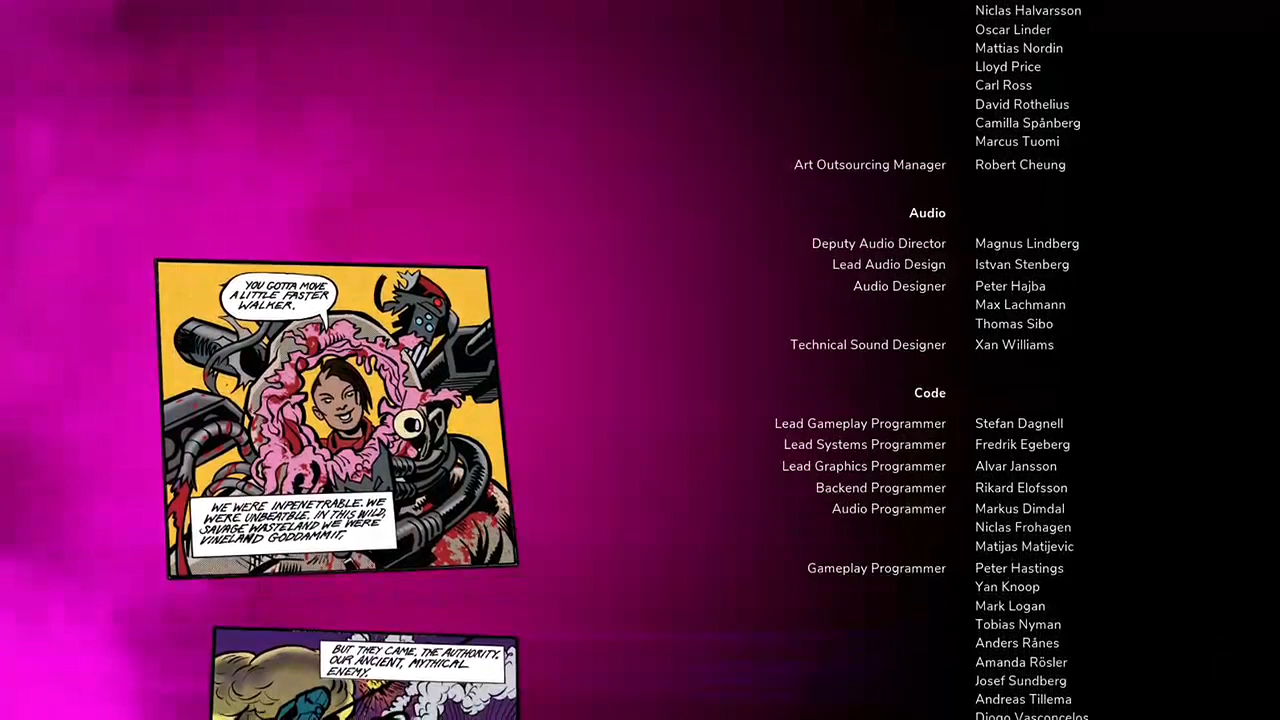 YOU GOTTA MOVE
A LITTLE FASTER
WALKER.
WE WERE INPENETRABLE. WE
WERE UNBEATBLE. IN THIS WILD,
SAVAGE WASTELAND WE WERE
VINELAND GODDAMMIT,
BUT THEY CAME. THE AUTHORITY.
OUR ANCIENT, MYTHICAL
ENEMY.
Niclas Halvarsson
Oscar Linder
Mattias Nordin
Lloyd Price
Carl Ross
David Rothelius
Camilla Spånberg
Marcus Tuomi
Art Outsourcing Manager Robert Cheung
Audio
Deputy Audio Director Magnus Lindberg
Lead Audio Design Istvan Stenberg
Audio Designer Peter Hajba
Max Lachmann
Thomas Sibo
Technical Sound Designer Xan Williams
Code
Lead Gameplay Programmer Stefan Dagnell
Lead Systems Programmer Fredrik Egeberg
Lead Graphics Programmer Alvar Jansson
Backend Programmer Rikard Elofsson
Audio Programmer Markus Dimdal
Niclas Frohagen
Matijas Matijevic
Gameplay Programmer Peter Hastings
Yan Knoop
Mark Logan
Tobias Nyman
Anders Rånes
Amanda Rösler
Josef Sundberg
Andreas Tillema
Diogo Vasconcelos